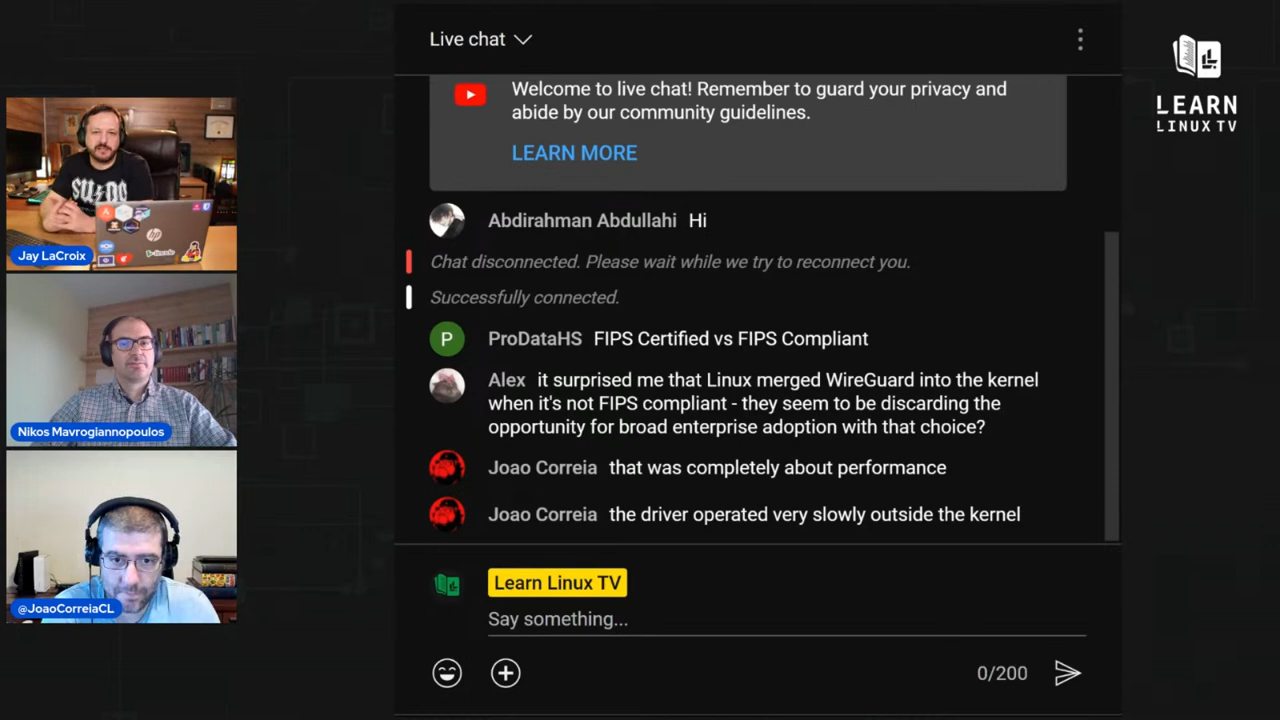 Live chat
Welcome to live chat! Remember to guard your privacy and
abide by our community guidelines.
LEARN MORE
Abdirahman Abdullahi Hi
Chat disconnected. Please wait while we try to reconnect you.
Successfully connected.
P ProDataHS FIPS Certified vs FIPS Compliant
Alex it surprised me that Linux merged WireGuard into the kernel
when it's not FIPS compliant - they seem to be discarding the
opportunity for broad enterprise adoption with that choice?
Joao Correia that was completely about performance
Joao Correia the driver operated very slowly outside the kernel
Learn Linux TV
Say something...
0/200
LEARN
LINUX TV
SUDO
hp
Jay LaCroix
Nikos Mavrogiannopoulos
@JoaoCorreiaCL